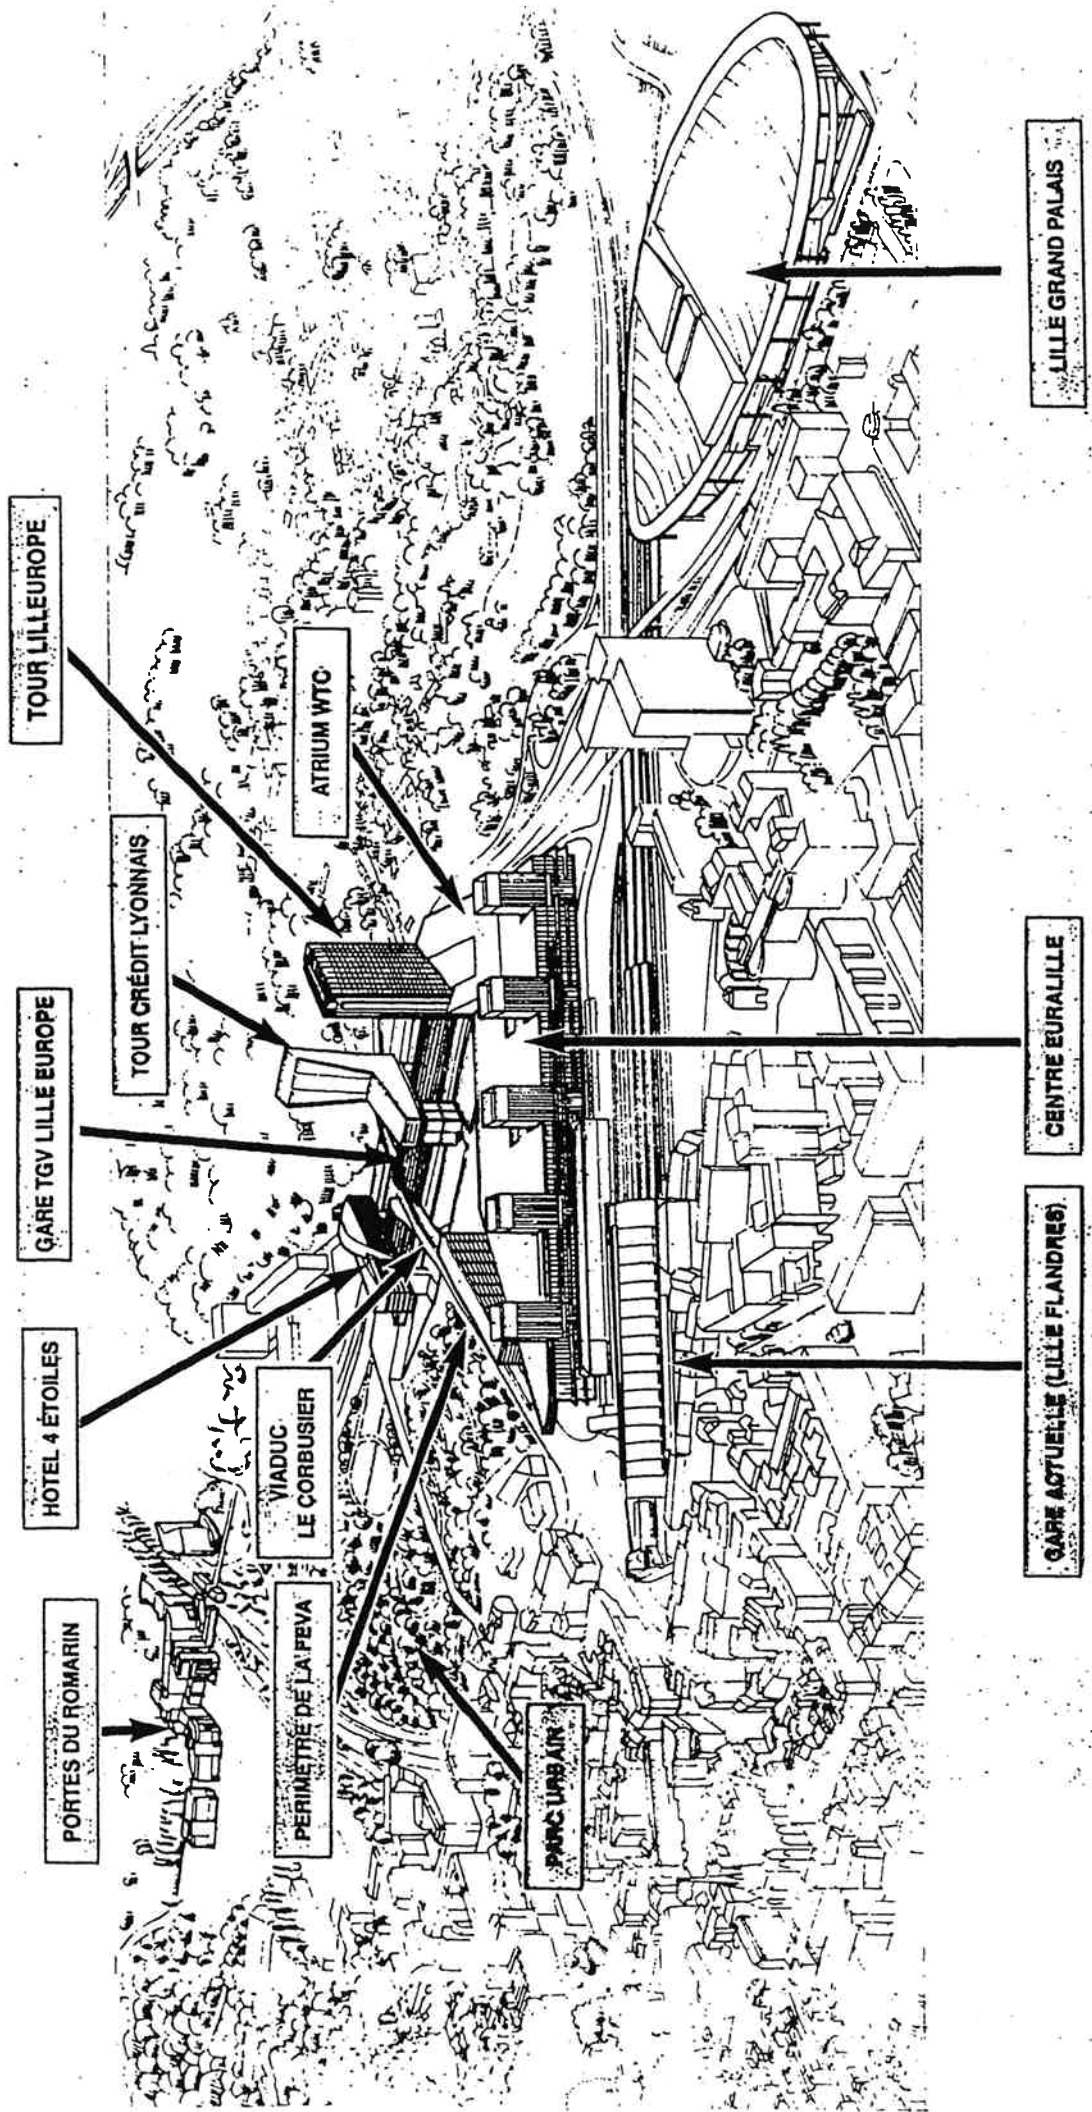 PORTES DU ROMARIN
HOTEL 4 ÉTOILES
GARE TGV LILLE EUROPE
TOUR CRÉDIT LYONNAIS
TOUR LILLEUROPE
PERIMETRE DE LA FEVA
VIADUC
LE CORBUSIER
ATRIUM WTC
PARC URBAIN
GARE ACTUELLE (LILLE FLANDRES)
CENTRE EURALILLE
LILLE GRAND PALAIS